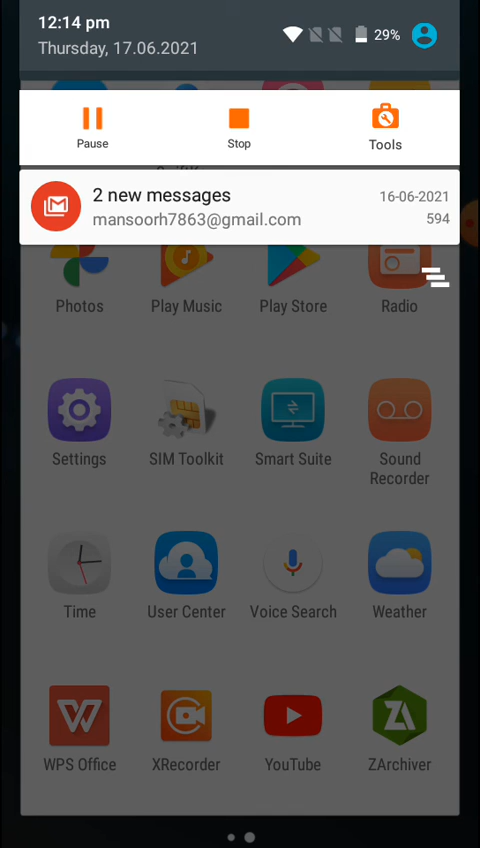 12:14 pm
Thursday, 17.06.2021
29%
Pause
Stop
Tools
2 new messages
16-06-2021
mansoorh7863@gmail.com
594
Photos
Play Music
Play Store
Radio
Settings
SIM Toolkit
Smart Suite
Sound
Recorder
Time
User Center
Voice Search
Weather
WPS Office
XRecorder
YouTube
ZArchiver